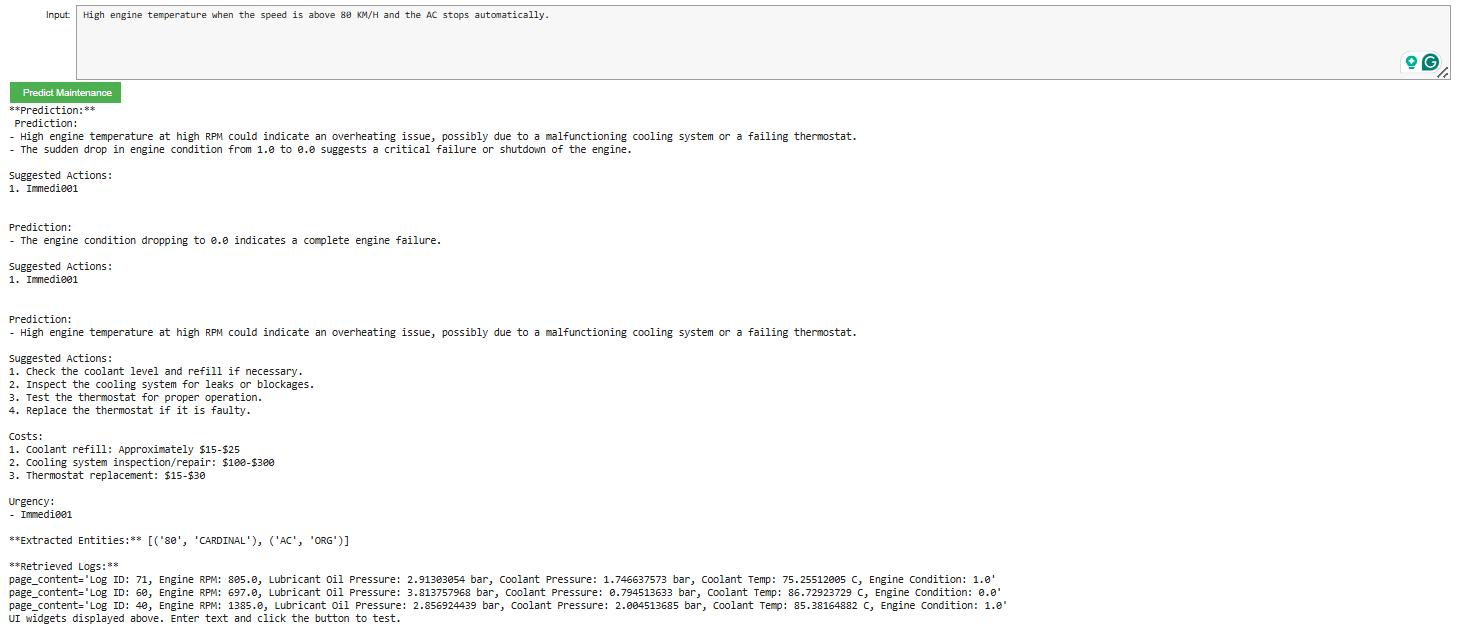 Input:
High engine temperature when the speed is above 80 KM/H and the AC stops automatically.
Predict Maintenance
**Prediction:**
Prediction:
- High engine temperature at high RPM could indicate an overheating issue, possibly due to a malfunctioning cooling system or a failing thermostat.
- The sudden drop in engine condition from 1.0 to 0.0 suggests a critical failure or shutdown of the engine.
Suggested Actions:
1. Immedi001
Prediction:
- The engine condition dropping to 0.0 indicates a complete engine failure.
Suggested Actions:
1. Immedi001
Prediction:
- High engine temperature at high RPM could indicate an overheating issue, possibly due to a malfunctioning cooling system or a failing thermostat.
Suggested Actions:
1. Check the coolant level and refill if necessary.
2. Inspect the cooling system for leaks or blockages.
3. Test the thermostat for proper operation.
4. Replace the thermostat if it is faulty.
Costs:
1. Coolant refill: Approximately $15-$25
2. Cooling system inspection/repair: $100-$300
3. Thermostat replacement: $15-$30
Urgency:
- Immedi001
**Extracted Entities:** [('80', 'CARDINAL'), ('AC', 'ORG')]
**Retrieved Logs:**
page_content='Log ID: 71, Engine RPM: 805.0, Lubricant Oil Pressure: 2.91303054 bar, Coolant Pressure: 1.746637573 bar, Coolant Temp: 75.25512005 C, Engine Condition: 1.0'
page_content='Log ID: 60, Engine RPM: 697.0, Lubricant Oil Pressure: 3.813757968 bar, Coolant Pressure: 0.794513633 bar, Coolant Temp: 86.72923729 C, Engine Condition: 0.0'
page_content='Log ID: 40, Engine RPM: 1385.0, Lubricant Oil Pressure: 2.856924439 bar, Coolant Pressure: 2.004513685 bar, Coolant Temp: 85.38164882 C, Engine Condition: 1.0'
UI widgets displayed above. Enter text and click the button to test.